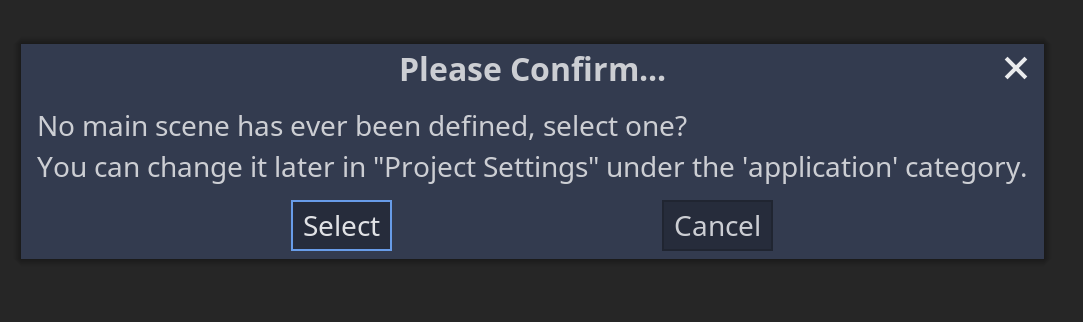 Please Confirm...
No main scene has ever been defined, select one?
You can change it later in "Project Settings" under the 'application' category.
Select
Cancel